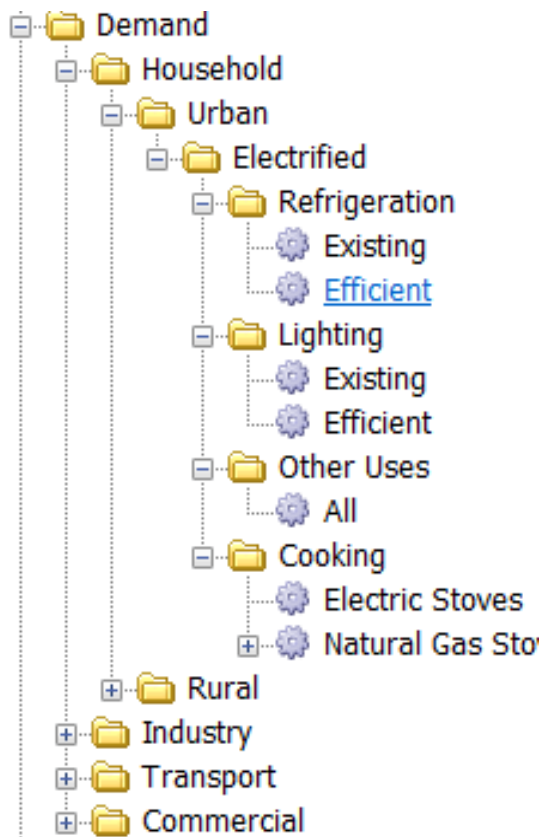 Demand
Household
Urban
Electrified
Refrigeration
Existing
Efficient
Lighting
Existing
Efficient
Other Uses
All
Cooking
Electric Stoves
Natural Gas
Rural
Industry
Transport
Commercial